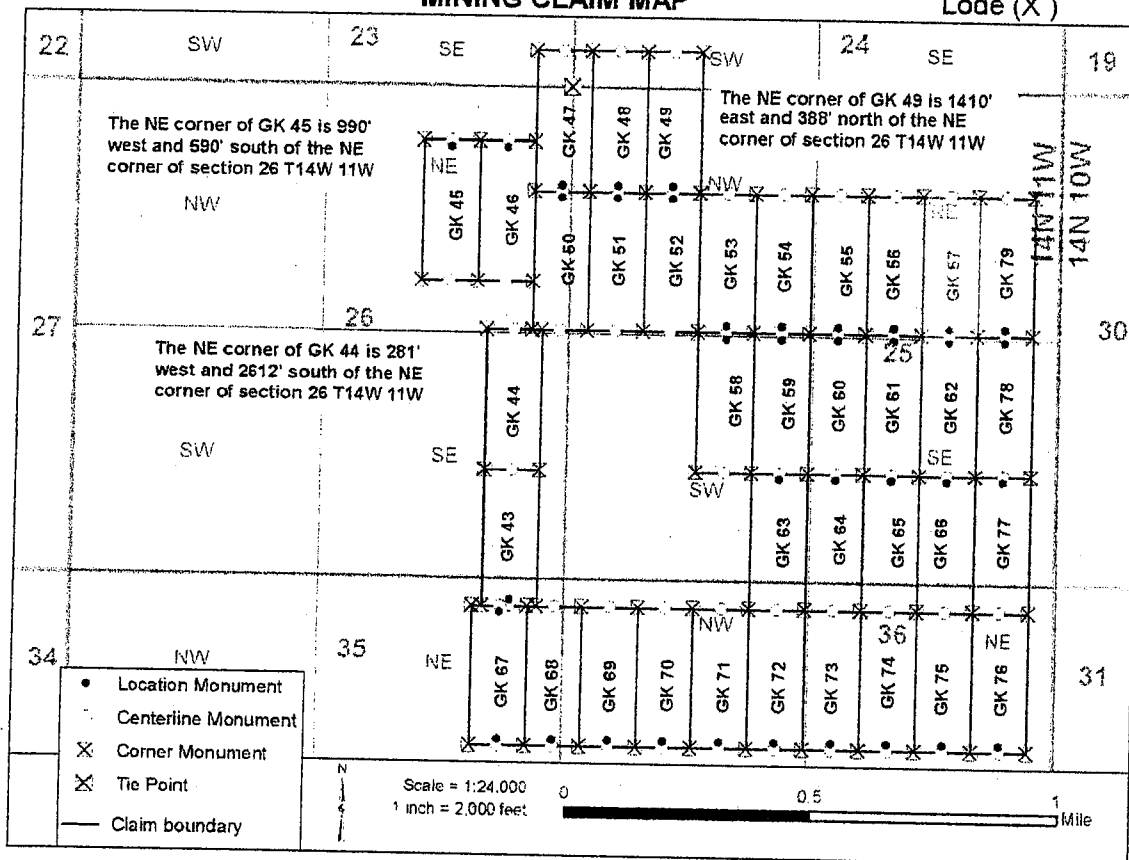 MINING CLAIM MAP
Lode (X )
22
SW
23
SE
SW
24
SE
19
The NE corner of GK 45 is 990'
west and 590' south of the NE
corner of section 26 T14W 11W
The NE corner of GK 49 is 1410'
east and 388' north of the NE
corner of section 26 T14W 11W
GK 47
GK 48
GK 49
14N 11W
14N 10W
NW
NE
NW
NE
GK 45
GK 46
GK 50
GK 51
GK 52
GK 53
GK 54
GK 55
GK 56
GK 57
GK 79
27
26
25
30
The NE corner of GK 44 is 281'
west and 2612' south of the NE
corner of section 26 T14W 11W
GK 44
GK 58
GK 59
GK 60
GK 61
GK 62
GK 78
SW
SE
SW
SE
GK 43
GK 63
GK 64
GK 65
GK 66
GK 77
34
NW
35
NE
NW
36
NE
31
GK 67
GK 68
GK 69
GK 70
GK 71
GK 72
GK 73
GK 74
GK 75
GK 76
Location Monument
Centerline Monument
Corner Monument
Tie Point
Claim boundary
N
Scale = 1:24.000
1 inch = 2,000 feet
0
0.5
1
Mile